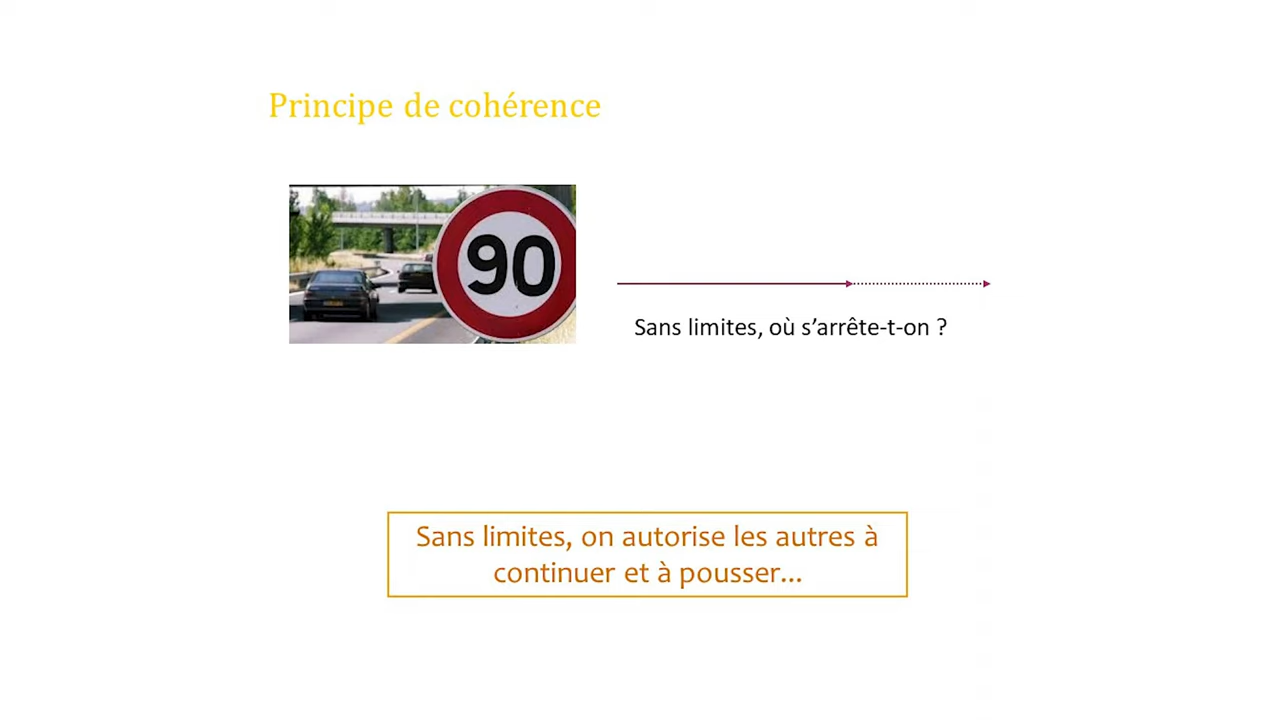 Principe de cohérence
90
Sans limites, où s’arrête-t-on ?
Sans limites, on autorise les autres à
continuer et à pousser...